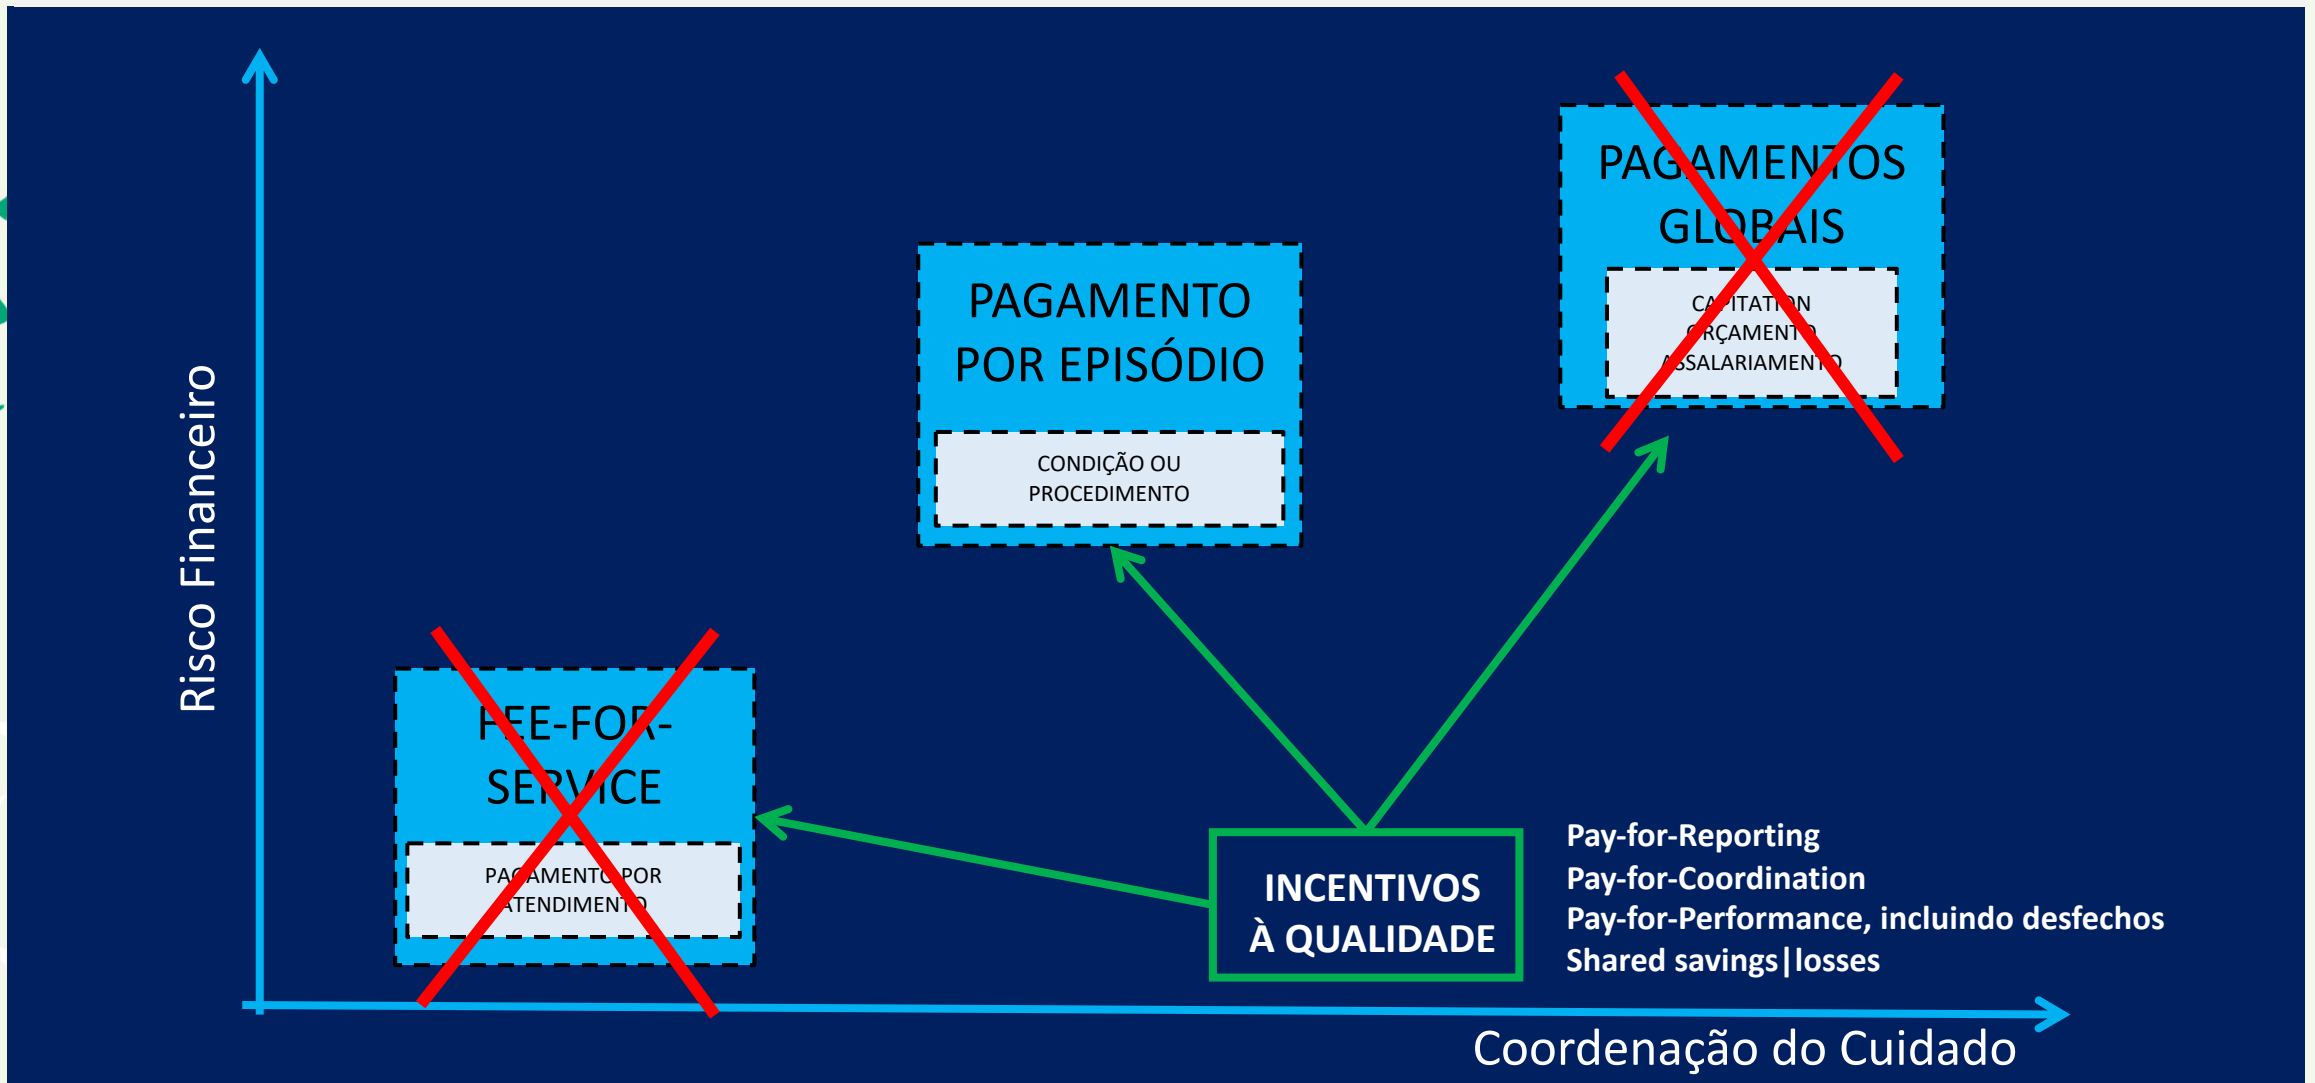 PAGAMENTOS
GLOBAIS
CAPITATION
ORÇAMENTO
ASSALARIAMENTO
PAGAMENTO
POR EPISÓDIO
CONDIÇÃO OU
PROCEDIMENTO
Risco Financeiro
FEE-FOR-
SERVICE
PAGAMENTO POR
ATENDIMENTO
INCENTIVOS
À QUALIDADE
Pay-for-Reporting
Pay-for-Coordination
Pay-for-Performance, incluindo desfechos
Shared savings|losses
Coordenação do Cuidado